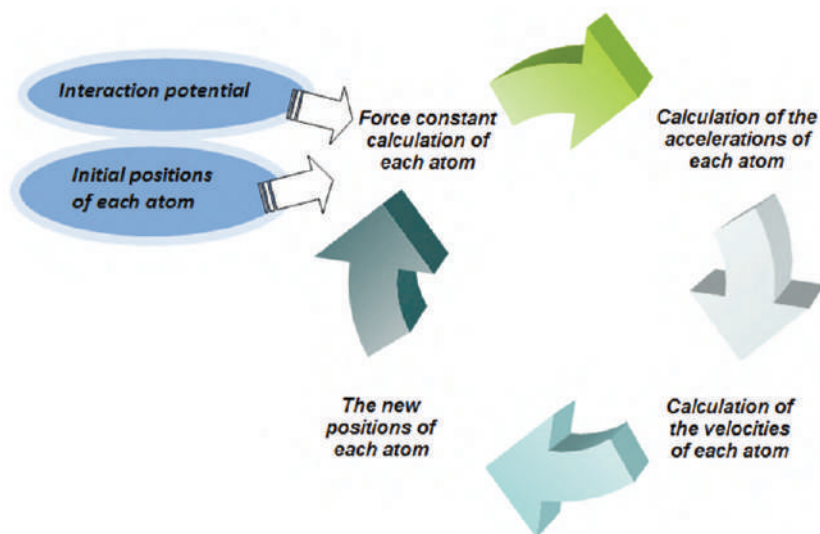 Interaction potential
Initial positions
of each atom
Force constant
calculation of
each atom
Calculation of the
accelerations of
each atom
Calculation of
the velocities
of each atom
The new
positions of
each atom